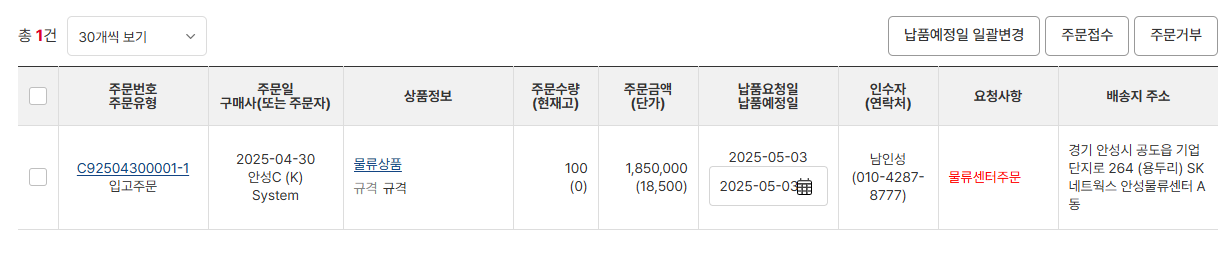 총 1건 30개씩 보기 납품예정일 일괄변경 주문접수 주문거부
주문번호 주문일 상품정보 주문수량 주문금액 납품요청일 인수자 요청사항 배송지 주소
주문유형 구매사(또는 주문자) (현재고) (단가) 납품예정일 (연락처)
C92504300001-1
입고주문
2025-04-30
안성C (K)
System
물류상품
규격 규격
100
(0)
1,850,000
(18,500)
2025-05-03
2025-05-03
남인성
(010-4287-
8777)
물류센터주문
경기 안성시 공도읍 기업
단지로 264 (용두리) SK
네트웍스 안성물류센터 A
동